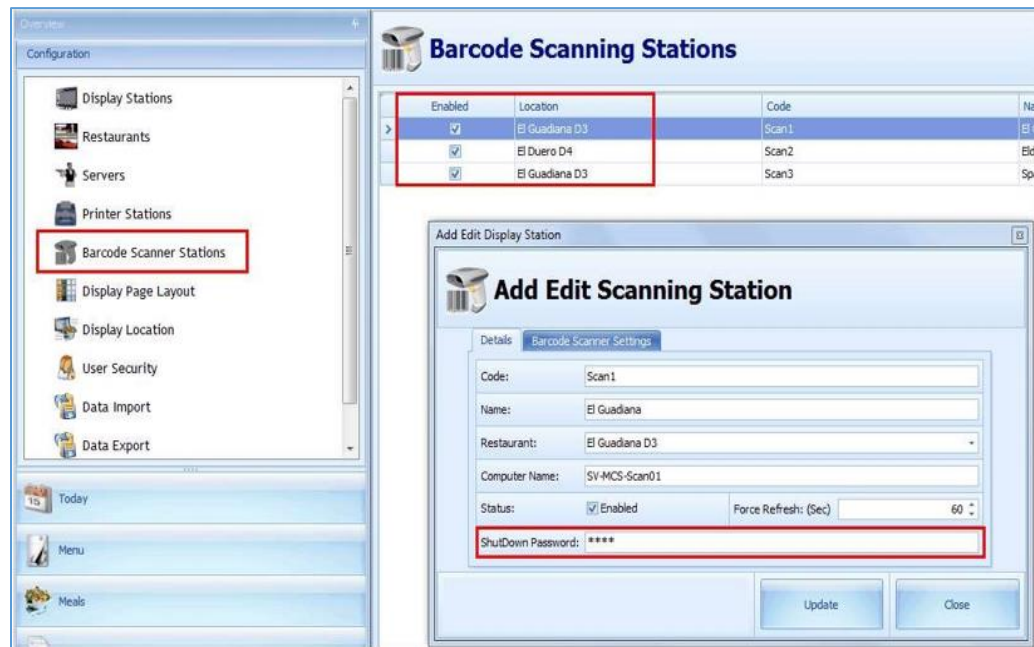 Overview
Configuration
Display Stations
Restaurants
Servers
Printer Stations
Barcode Scanner Stations
Display Page Layout
Display Location
User Security
Data Import
Data Export
15 Today
Menu
Meals
Barcode Scanning Stations
Enabled Location Code
El Guadiana D3 Scan1
El Duero D4 Scan2
El Guadiana D3 Scan3
Add Edit Display Station
Add Edit Scanning Station
Details Barcode Scanner Settings
Code: Scan1
Name: El Guadiana
Restaurant: El Guadiana D3
Computer Name: SV-MCS-Scan01
Status: Enabled Force Refresh: (Sec) 60
ShutDown Password: ****
Update Close